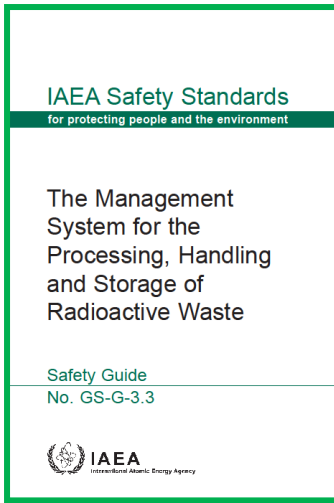 IAEA Safety Standards
for protecting people and the environment
The Management
System for the
Processing, Handling
and Storage of
Radioactive Waste
Safety Guide
No. GS-G-3.3
IAEA
International Atomic Energy Agency